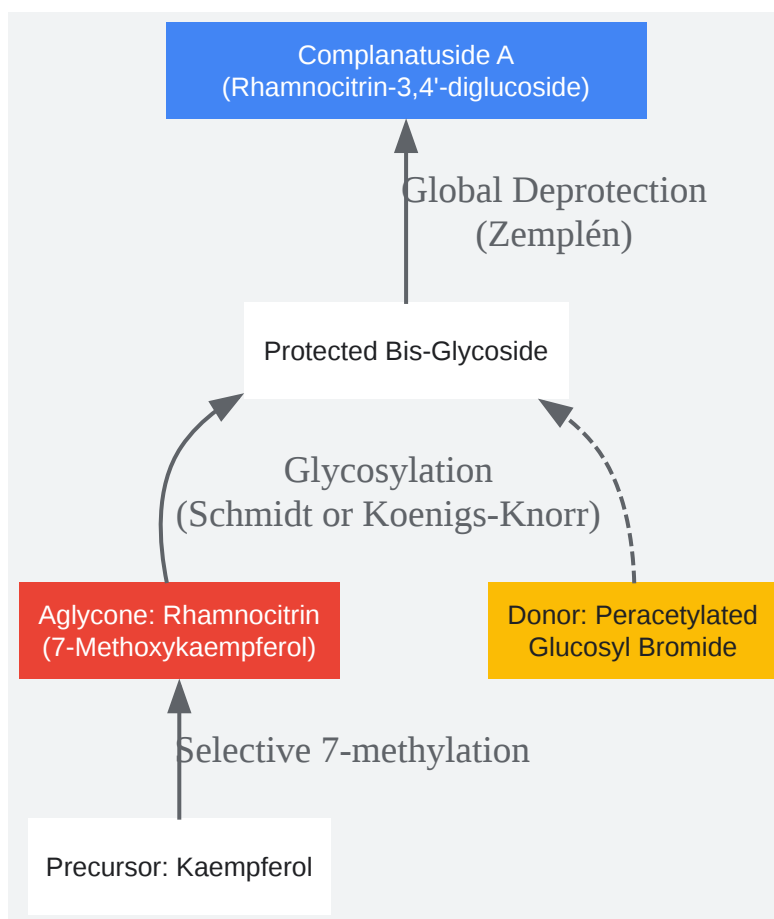 Complanatuside A
(Rhamnocitrin-3,4'-diglucoside)
Global Deprotection
(Zemplén)
Protected Bis-Glycoside
Glycosylation
(Schmidt or Koenigs-Knorr)
Aglycone: Rhamnocitrin
(7-Methoxykaempferol)
Donor: Peracetylated
Glucosyl Bromide
Selective 7-methylation
Precursor: Kaempferol